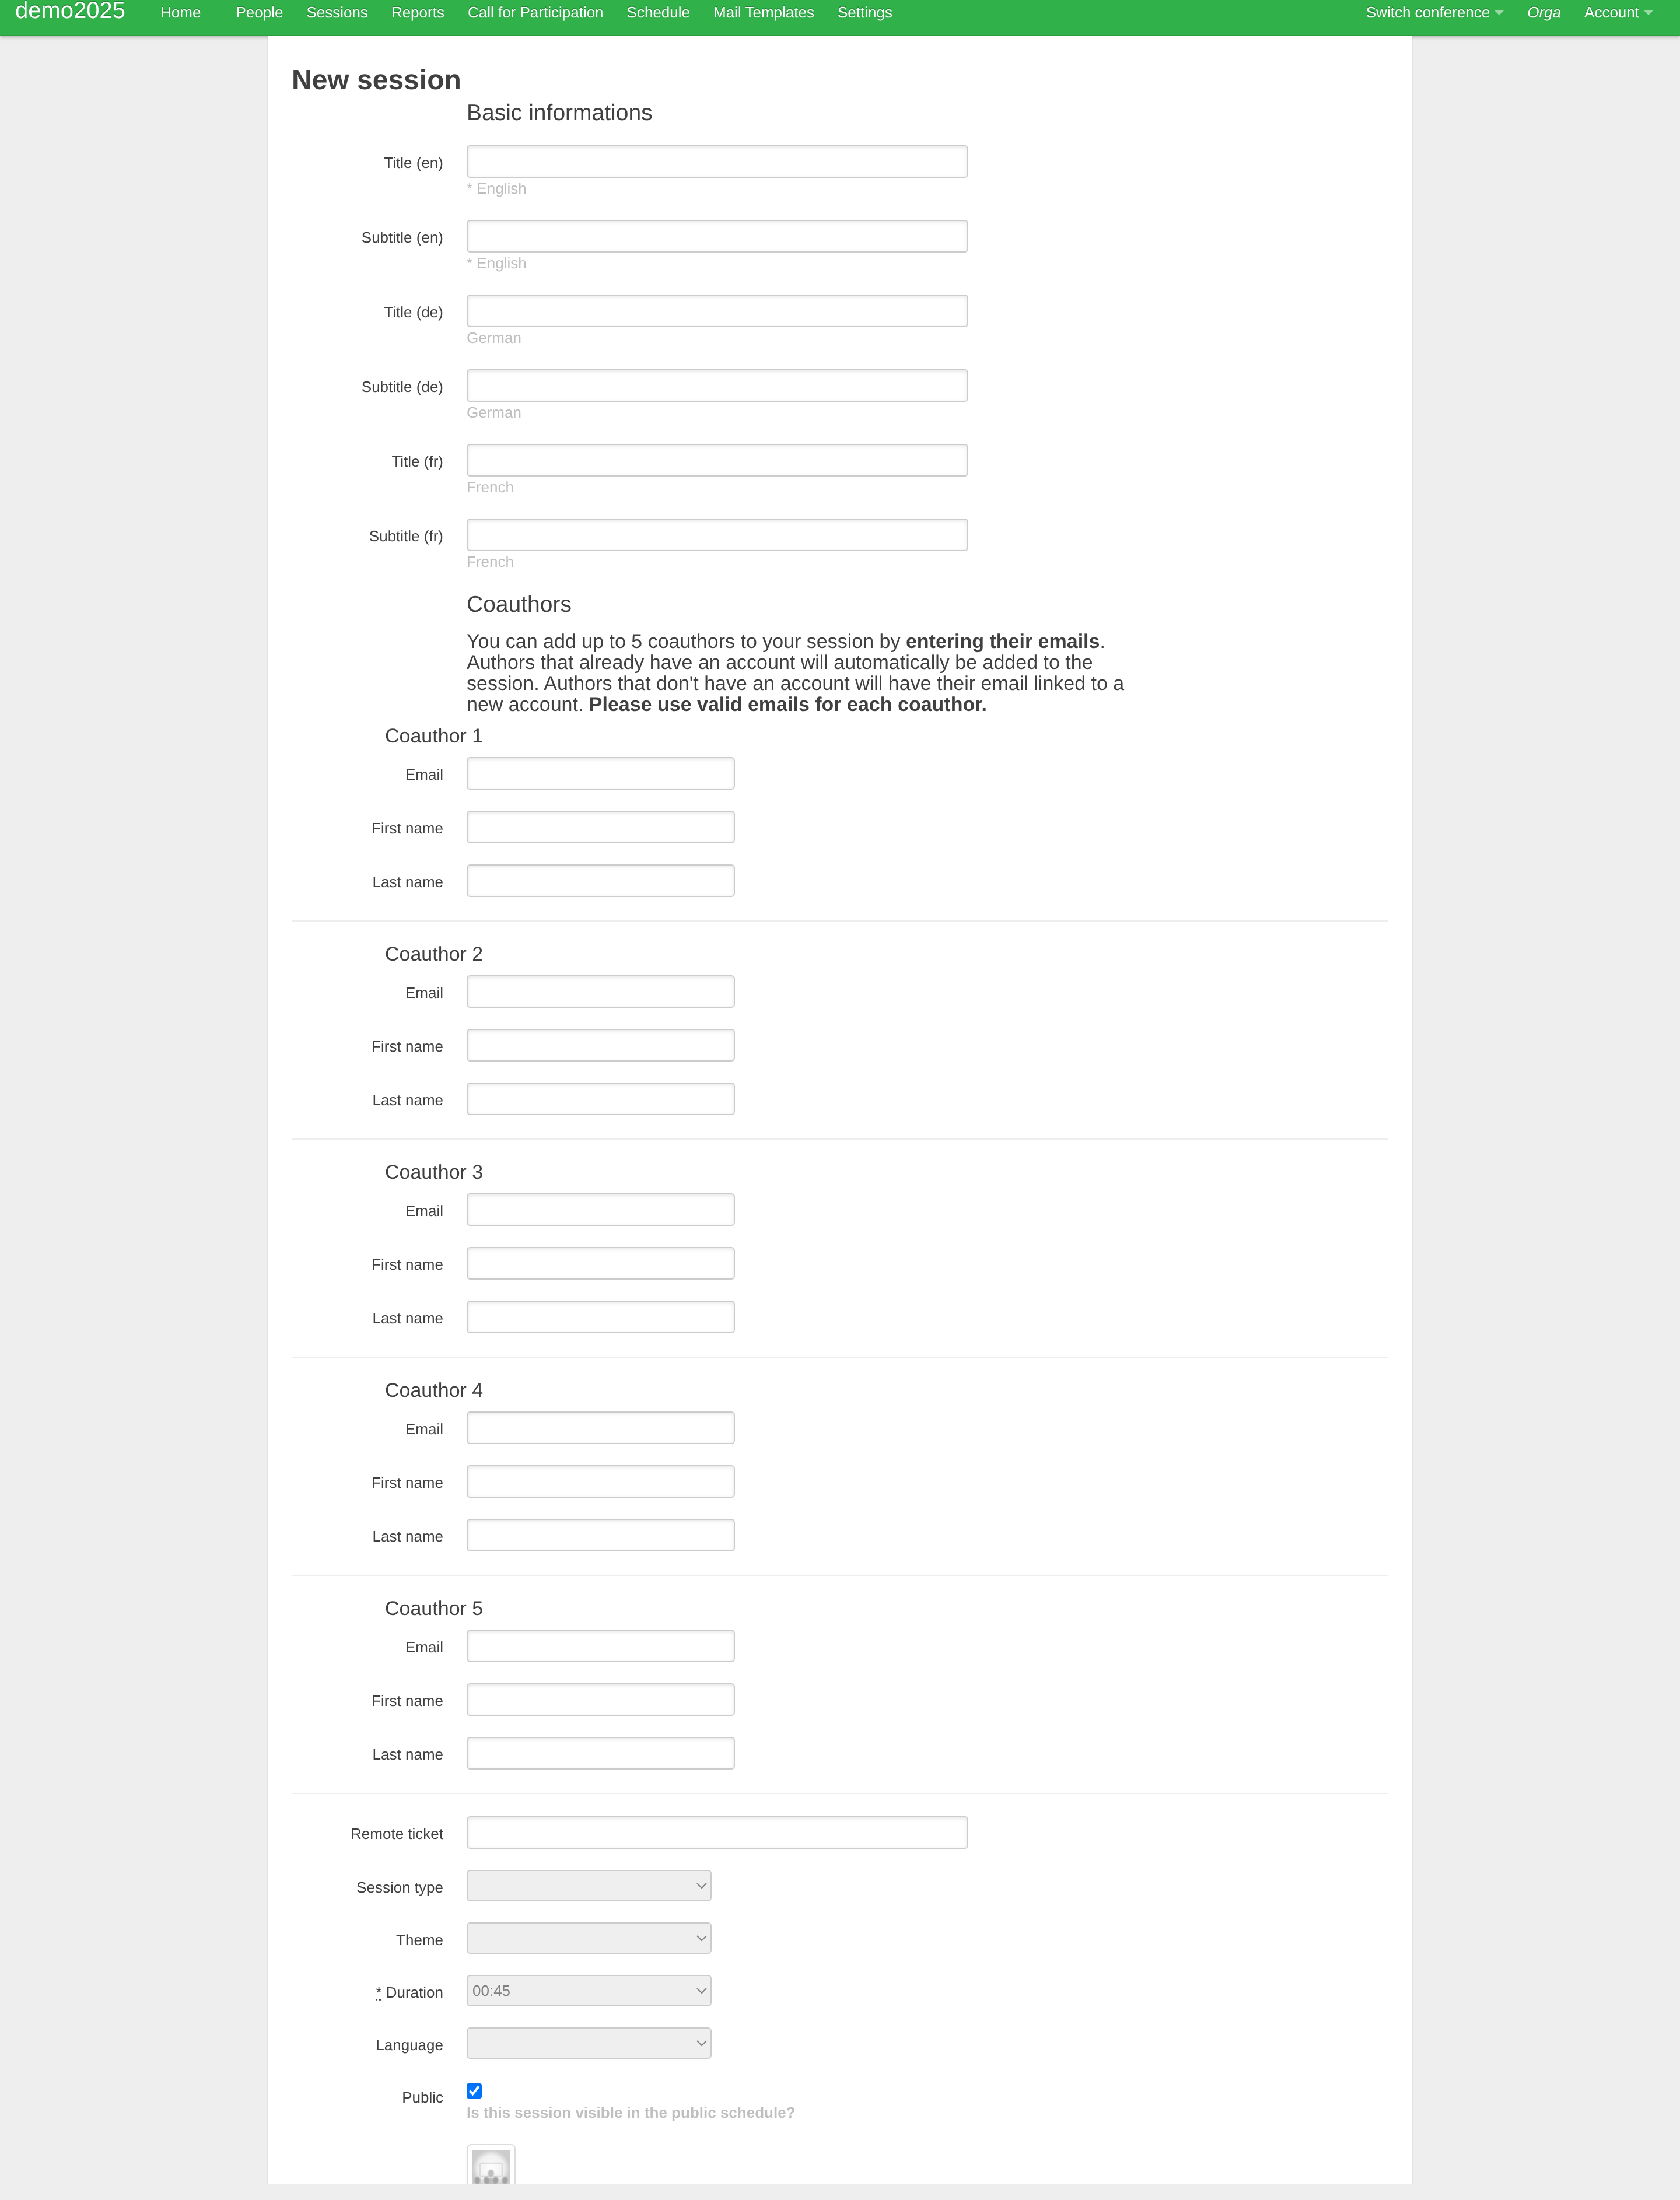 demo2025 Home People Sessions Reports Call for Participation Schedule Mail Templates Settings Switch conference Orga Account
New session
Basic informations
Title (en)
* English
Subtitle (en)
* English
Title (de)
German
Subtitle (de)
German
Title (fr)
French
Subtitle (fr)
French
Coauthors
You can add up to 5 coauthors to your session by entering their emails.
Authors that already have an account will automatically be added to the
session. Authors that don't have an account will have their email linked to a
new account. Please use valid emails for each coauthor.
Coauthor 1
Email
First name
Last name
Coauthor 2
Email
First name
Last name
Coauthor 3
Email
First name
Last name
Coauthor 4
Email
First name
Last name
Coauthor 5
Email
First name
Last name
Remote ticket
Session type
Theme
* Duration 00:45
Language
Public
Is this session visible in the public schedule?